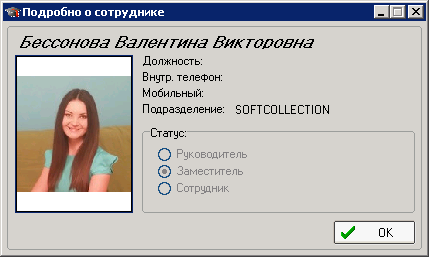 Подробно о сотруднике
Бессонова Валентина Викторовна
Должность:
Внутр. телефон:
Мобильный:
Подразделение: SOFTCOLLECTION
Статус:
Руководитель
Заместитель
Сотрудник
OK